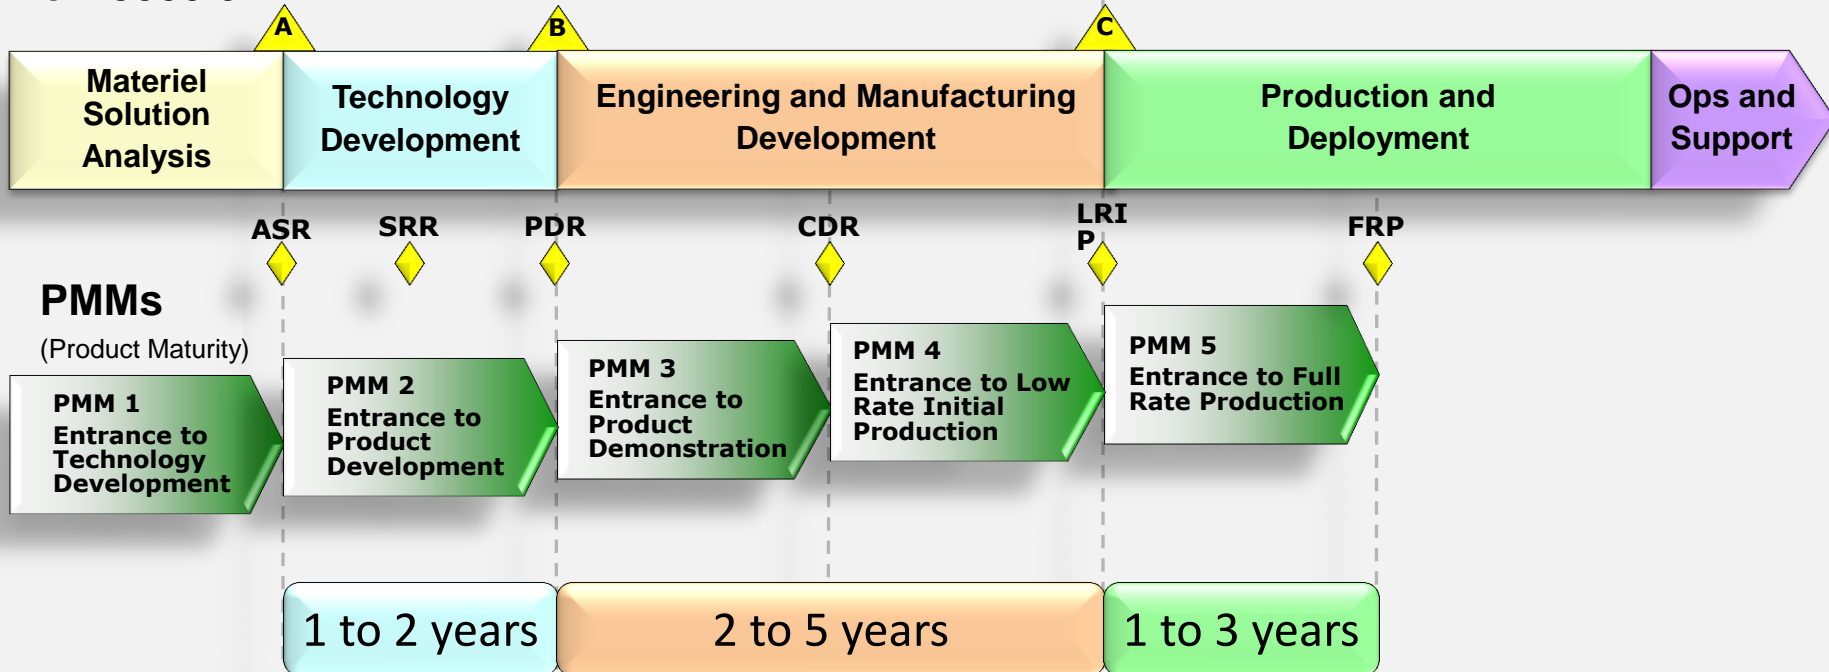 A
B
C
Materiel
Solution
Analysis
Technology
Development
Engineering and Manufacturing
Development
Production and
Deployment
Ops and
Support
ASR
SRR
PDR
CDR
LRI
P
FRP
PMMs
(Product Maturity)
PMM 1
Entrance to
Technology
Development
PMM 2
Entrance to
Product
Development
PMM 3
Entrance to
Product
Demonstration
PMM 4
Entrance to Low
Rate Initial
Production
PMM 5
Entrance to Full
Rate Production
1 to 2 years
2 to 5 years
1 to 3 years